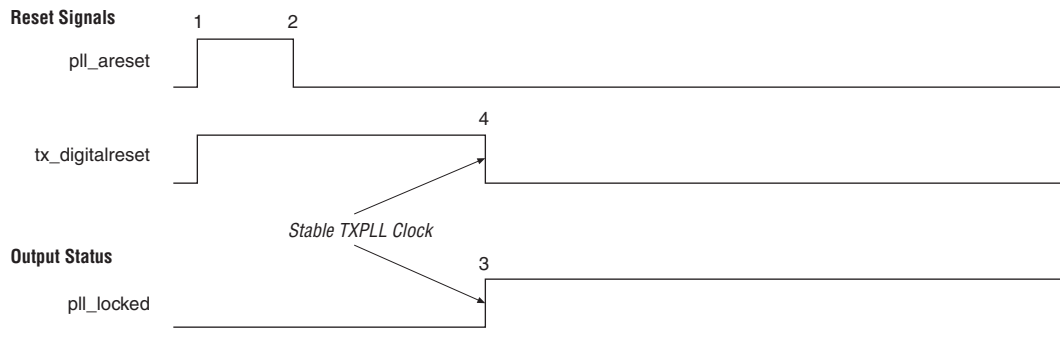 Reset Signals
1 2
pll_areset
4
tx_digitalreset
Stable TXPLL Clock
Output Status
3
pll_locked